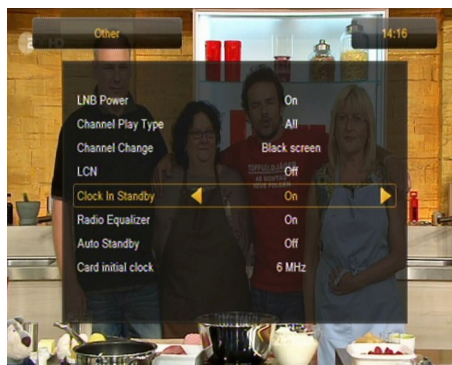 Other
14:16
LNB Power On
Channel Play Type All
Channel Change Black screen
LCN Off
Clock In Standby On
Radio Equalizer On
Auto Standby Off
Card initial clock 6 MHz
HD